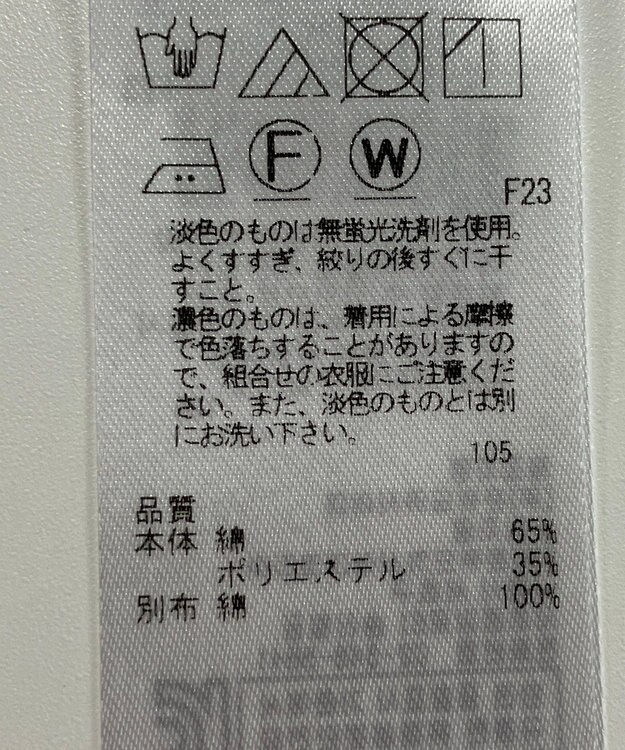 F W
F23
淡色のものは無蛍光洗剤を使用。
よくすすぎ、絞りの後すぐに干
すこと。
濃色のものは、着用による摩擦
で色落ちすることがありますの
で、組合せの衣服にご注意くだ
さい。また、淡色のものとは別
にお洗い下さい。
105
品質
本体 綿 65%
ポリエステル 35%
別布 綿 100%